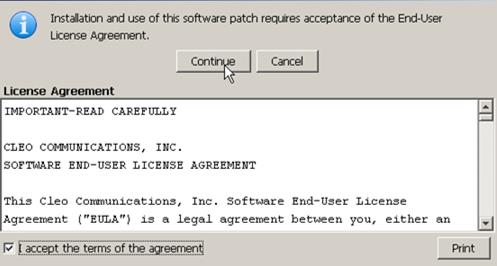 Installation and use of this software patch requires acceptance of the End-User
License Agreement.
Continue Cancel
License Agreement
IMPORTANT-READ CAREFULLY
CLEO COMMUNICATIONS, INC.
SOFTWARE END-USER LICENSE AGREEMENT
This Cleo Communications, Inc. Software End-User License
Agreement ("EULA") is a legal agreement between you, either an
I accept the terms of the agreement Print